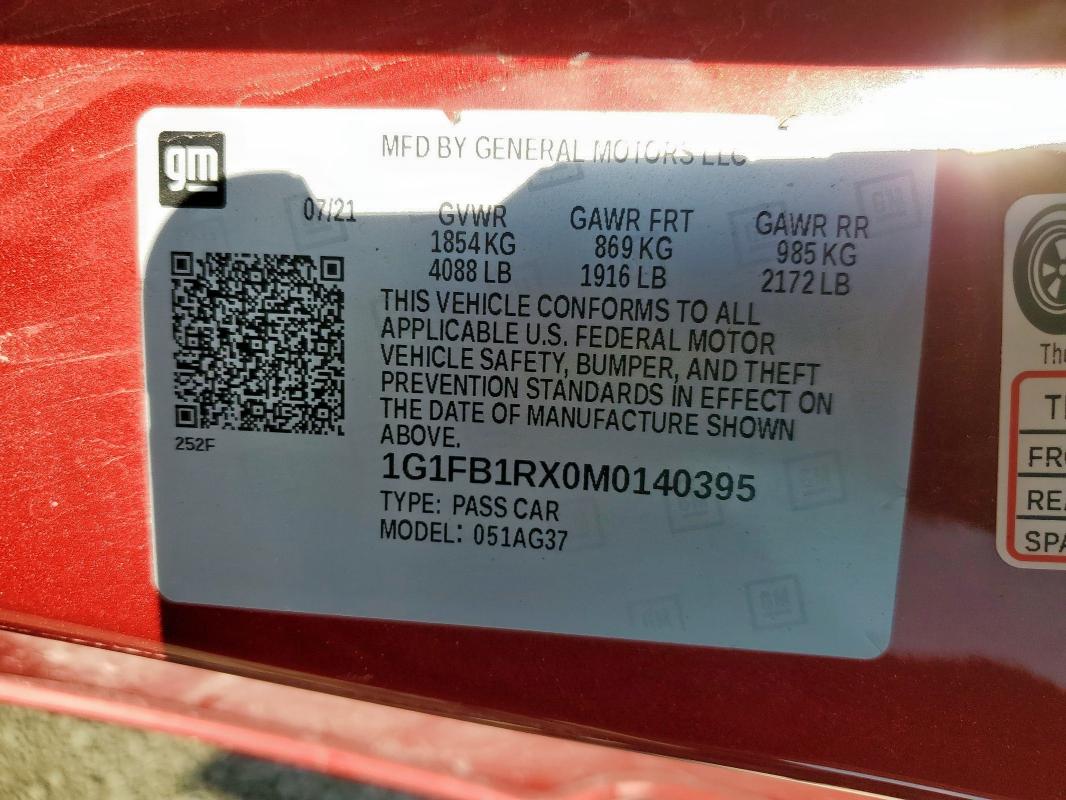 gm
MFD BY GENERAL MOTORS LLC
07/21
GVWR
1854 KG
4088 LB
GAWR FRT
869 KG
1916 LB
GAWR RR
985 KG
2172 LB
THIS VEHICLE CONFORMS TO ALL
APPLICABLE U.S. FEDERAL MOTOR
VEHICLE SAFETY, BUMPER, AND THEFT
PREVENTION STANDARDS IN EFFECT ON
THE DATE OF MANUFACTURE SHOWN
ABOVE.
1G1FB1RX0M0140395
TYPE: PASS CAR
MODEL: 051AG37
252F
GM
GM